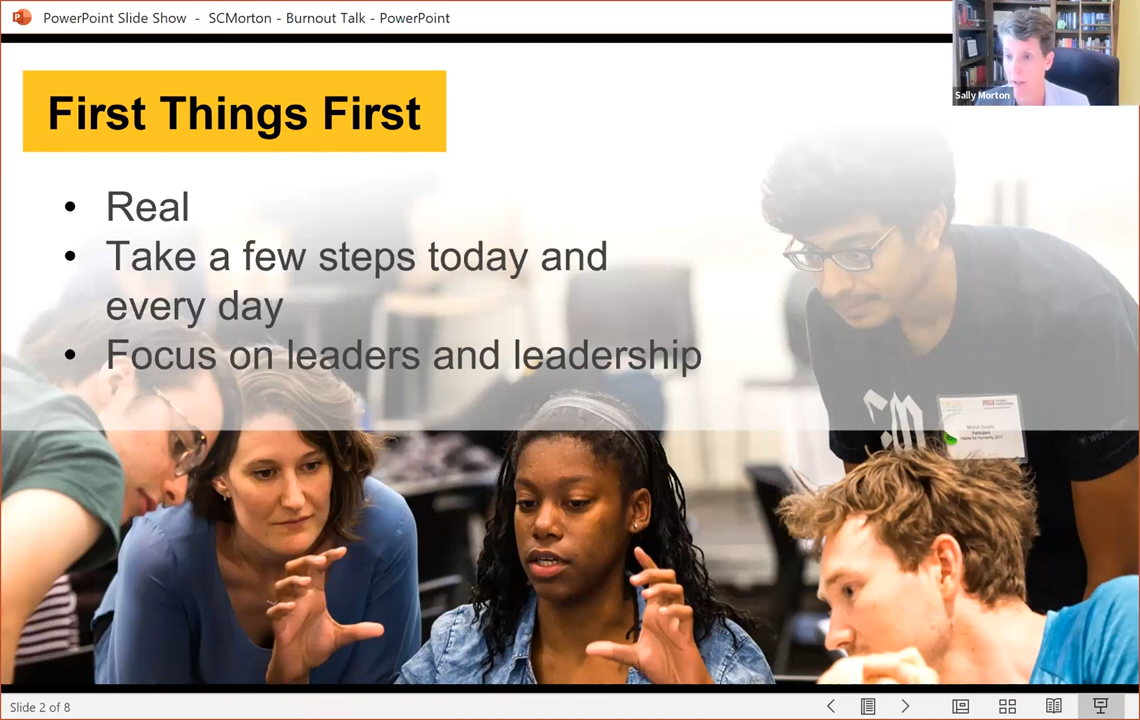 PowerPoint Slide Show - SCMorton - Burnout Talk - PowerPoint
Sally Morton
First Things First
• Real
• Take a few steps today and
every day
• Focus on leaders and leadership
Participant
Slide 2 of 8